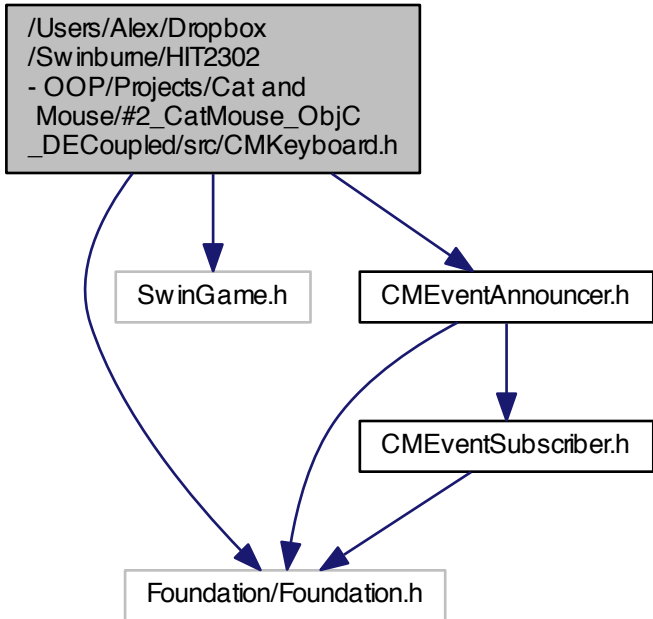 /Users/Alex/Dropbox
/Swinburne/HIT2302
- OOP/Projects/Cat and
Mouse/#2_CatMouse_ObjC
_DECoupled/src/CMKeyboard.h
SwinGame.h
CMEventAnnouncer.h
CMEventSubscriber.h
Foundation/Foundation.h